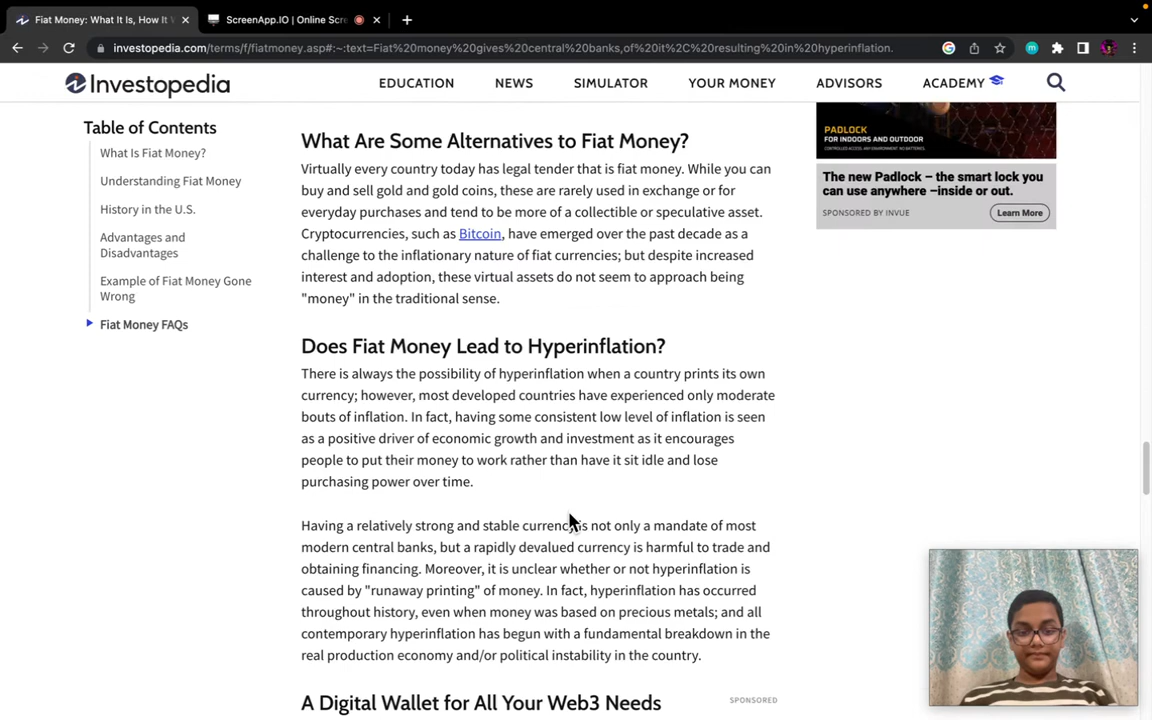 Fiat Money: What It Is, How It W
ScreenApp.IO | Online Scre
investopedia.com/terms/f/fiatmoney.asp#:~:text=Fiat%20money%20gives%20central%20banks,of%20it%2C%20resulting%20in%20hyperinflation.
Investopedia
EDUCATION NEWS SIMULATOR YOUR MONEY ADVISORS ACADEMY
Table of Contents
What Is Fiat Money?
Understanding Fiat Money
History in the U.S.
Advantages and
Disadvantages
Example of Fiat Money Gone
Wrong
Fiat Money FAQs
What Are Some Alternatives to Fiat Money?
Virtually every country today has legal tender that is fiat money. While you can
buy and sell gold and gold coins, these are rarely used in exchange or for
everyday purchases and tend to be more of a collectible or speculative asset.
Cryptocurrencies, such as Bitcoin, have emerged over the past decade as a
challenge to the inflationary nature of fiat currencies; but despite increased
interest and adoption, these virtual assets do not seem to approach being
"money" in the traditional sense.
Does Fiat Money Lead to Hyperinflation?
There is always the possibility of hyperinflation when a country prints its own
currency; however, most developed countries have experienced only moderate
bouts of inflation. In fact, having some consistent low level of inflation is seen
as a positive driver of economic growth and investment as it encourages
people to put their money to work rather than have it sit idle and lose
purchasing power over time.
Having a relatively strong and stable currency is not only a mandate of most
modern central banks, but a rapidly devalued currency is harmful to trade and
obtaining financing. Moreover, it is unclear whether or not hyperinflation is
caused by "runaway printing" of money. In fact, hyperinflation has occurred
throughout history, even when money was based on precious metals; and all
contemporary hyperinflation has begun with a fundamental breakdown in the
real production economy and/or political instability in the country.
A Digital Wallet for All Your Web3 Needs
SPONSORED
PADLOCK
FOR INDOORS AND OUTDOOR
CONTROLLED ACCESS. ANY ENVIRONMENT. NO BATTERIES.
The new Padlock – the smart lock you
can use anywhere –inside or out.
SPONSORED BY INVUE
Learn More